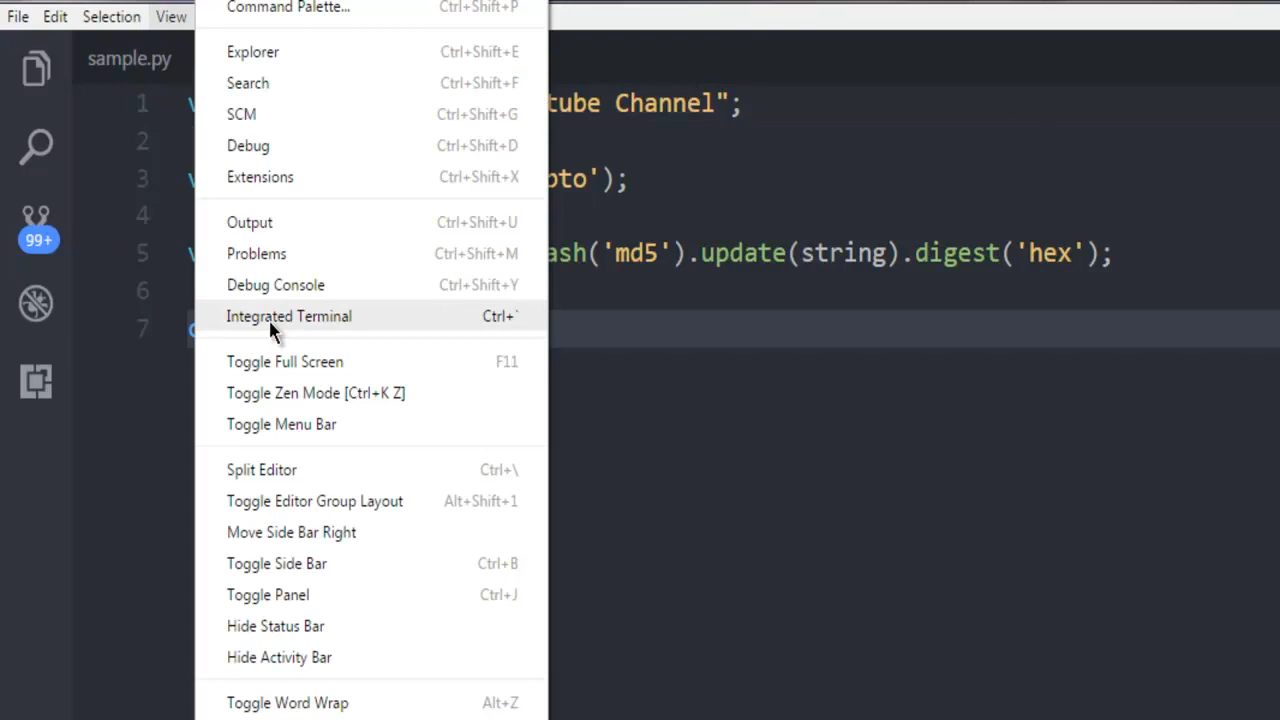 File Edit Selection View
Command Palette... Ctrl+Shift+P
Explorer Ctrl+Shift+E
sample.py
Search Ctrl+Shift+F
1 tube Channel";
SCM Ctrl+Shift+G
2
Debug Ctrl+Shift+D
3 pto');
Extensions Ctrl+Shift+X
4
Output Ctrl+Shift+U
99+
5 ash('md5').update(string).digest('hex');
Problems Ctrl+Shift+M
Debug Console Ctrl+Shift+Y
6
Integrated Terminal Ctrl+`
7
Toggle Full Screen F11
Toggle Zen Mode [Ctrl+K Z]
Toggle Menu Bar
Split Editor Ctrl+\
Toggle Editor Group Layout Alt+Shift+1
Move Side Bar Right
Toggle Side Bar Ctrl+B
Toggle Panel Ctrl+J
Hide Status Bar
Hide Activity Bar
Toggle Word Wrap Alt+Z